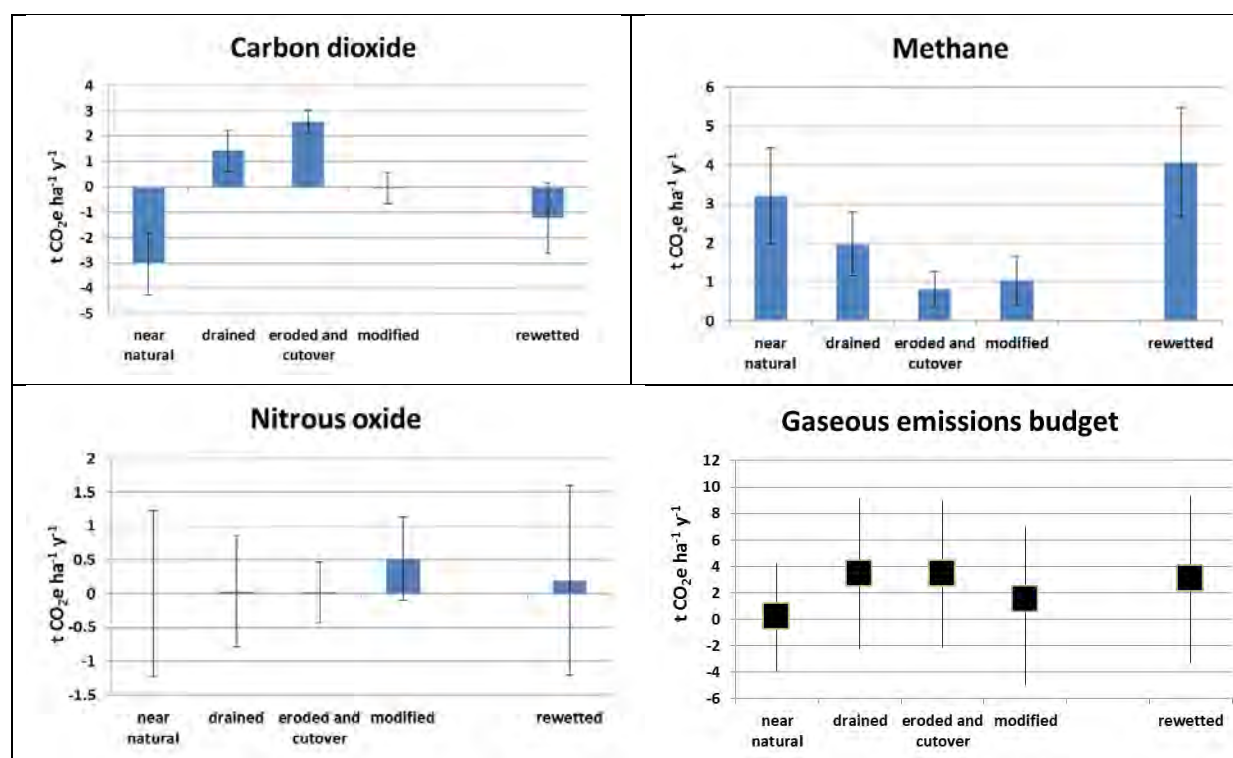 Carbon dioxide
t CO₂e ha⁻¹ y⁻¹
4
3
2
1
0
-1
-2
-3
-4
-5
near natural
drained
eroded and cutover
modified
rewetted
Methane
t CO₂e ha⁻¹ y⁻¹
6
5
4
3
2
1
0
near natural
drained
eroded and cutover
modified
rewetted
Nitrous oxide
t CO₂e ha⁻¹ y⁻¹
2
1.5
1
0.5
0
-0.5
-1
-1.5
near natural
drained
eroded and cutover
modified
rewetted
Gaseous emissions budget
t CO₂e ha⁻¹ y⁻¹
12
10
8
6
4
2
0
-2
-4
-6
near natural
drained
eroded and cutover
modified
rewetted